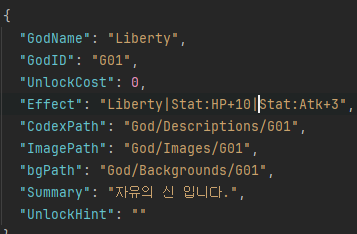 {
"GodName": "Liberty",
"GodID": "G01",
"UnlockCost": 0,
"Effect": "Liberty|Stat:HP+10|Stat:Atk+3",
"CodexPath": "God/Descriptions/G01",
"ImagePath": "God/Images/G01",
"bgPath": "God/Backgrounds/G01",
"Summary": "자유의 신 입니다.",
"UnlockHint": ""